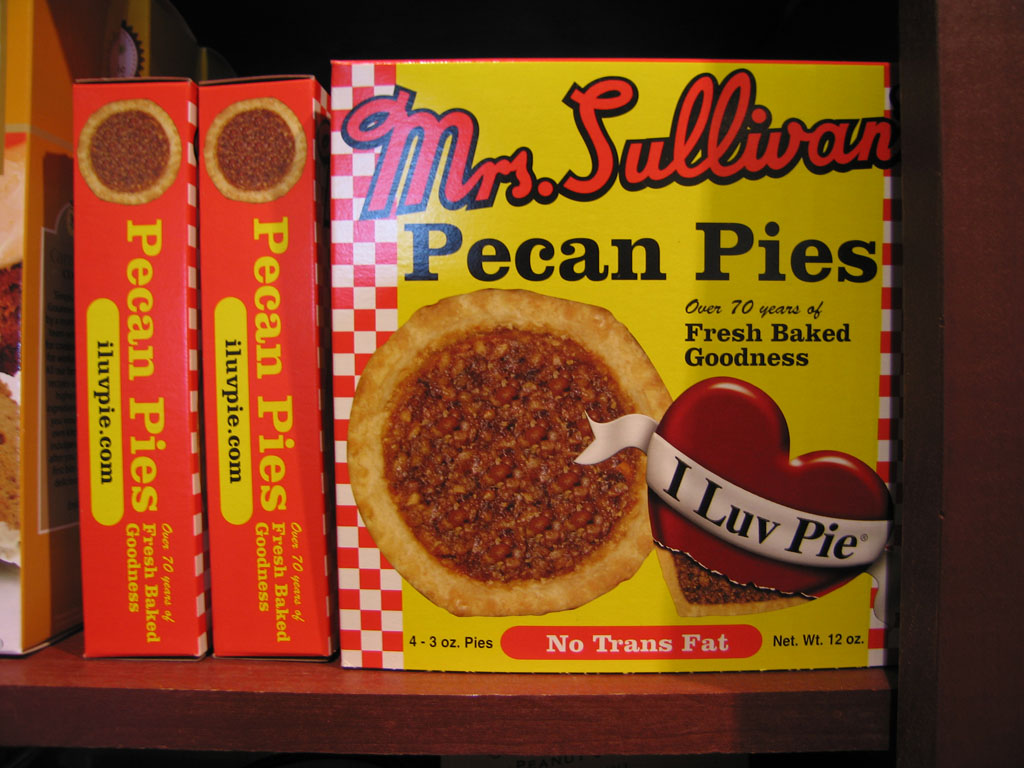 Pecan Pies
iluvpie.com
Over 70 years of
Fresh Baked
Goodness
Pecan Pies
iluvpie.com
Over 70 years of
Fresh Baked
Goodness
Mrs. Sullivan
Pecan Pies
Over 70 years of
Fresh Baked
Goodness
I Luv Pie®
4 - 3 oz. Pies
No Trans Fat
Net. Wt. 12 oz.
PEANUT